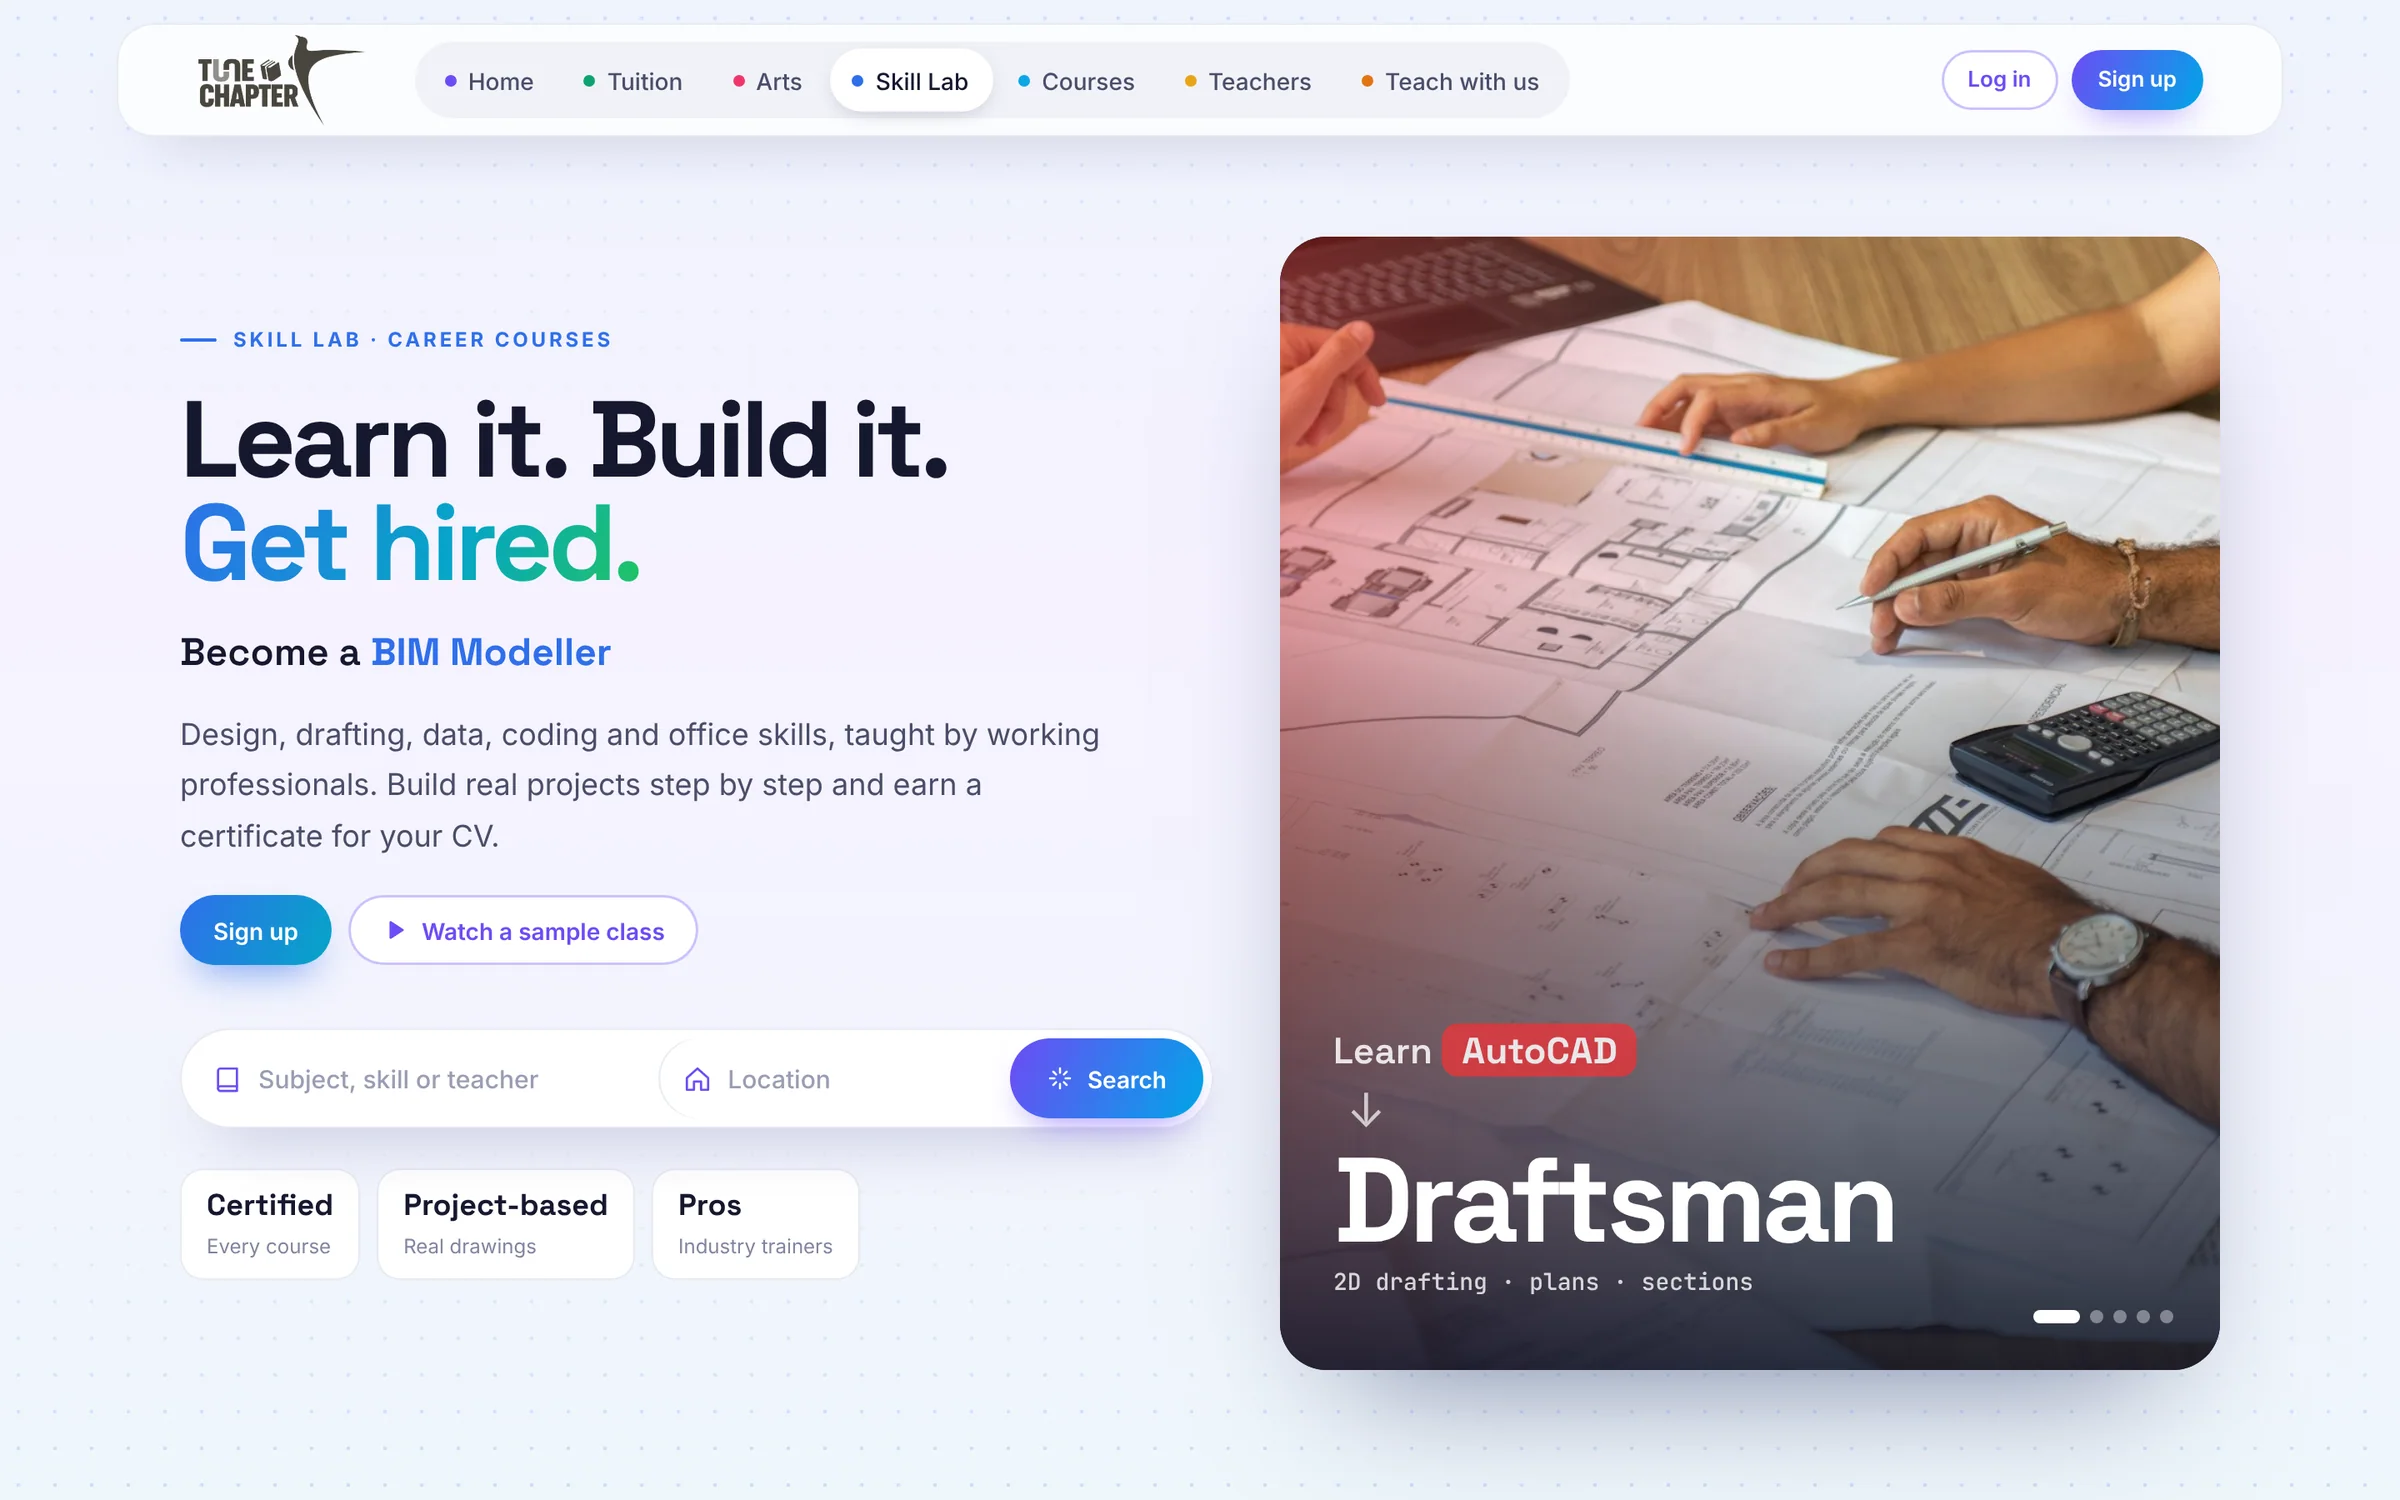 TUNE
CHAPTER
Home
Tuition
Arts
Skill Lab
Courses
Teachers
Teach with us
Log in
Sign up
SKILL LAB · CAREER COURSES
Learn it. Build it.
Get hired.
Become a BIM Modeller
Design, drafting, data, coding and office skills, taught by working
professionals. Build real projects step by step and earn a
certificate for your CV.
Sign up
Watch a sample class
Subject, skill or teacher
Location
Search
Certified
Every course
Project-based
Real drawings
Pros
Industry trainers
OBSERVAÇÕES:
Learn AutoCAD
↓
Draftsman
2D drafting · plans · sections